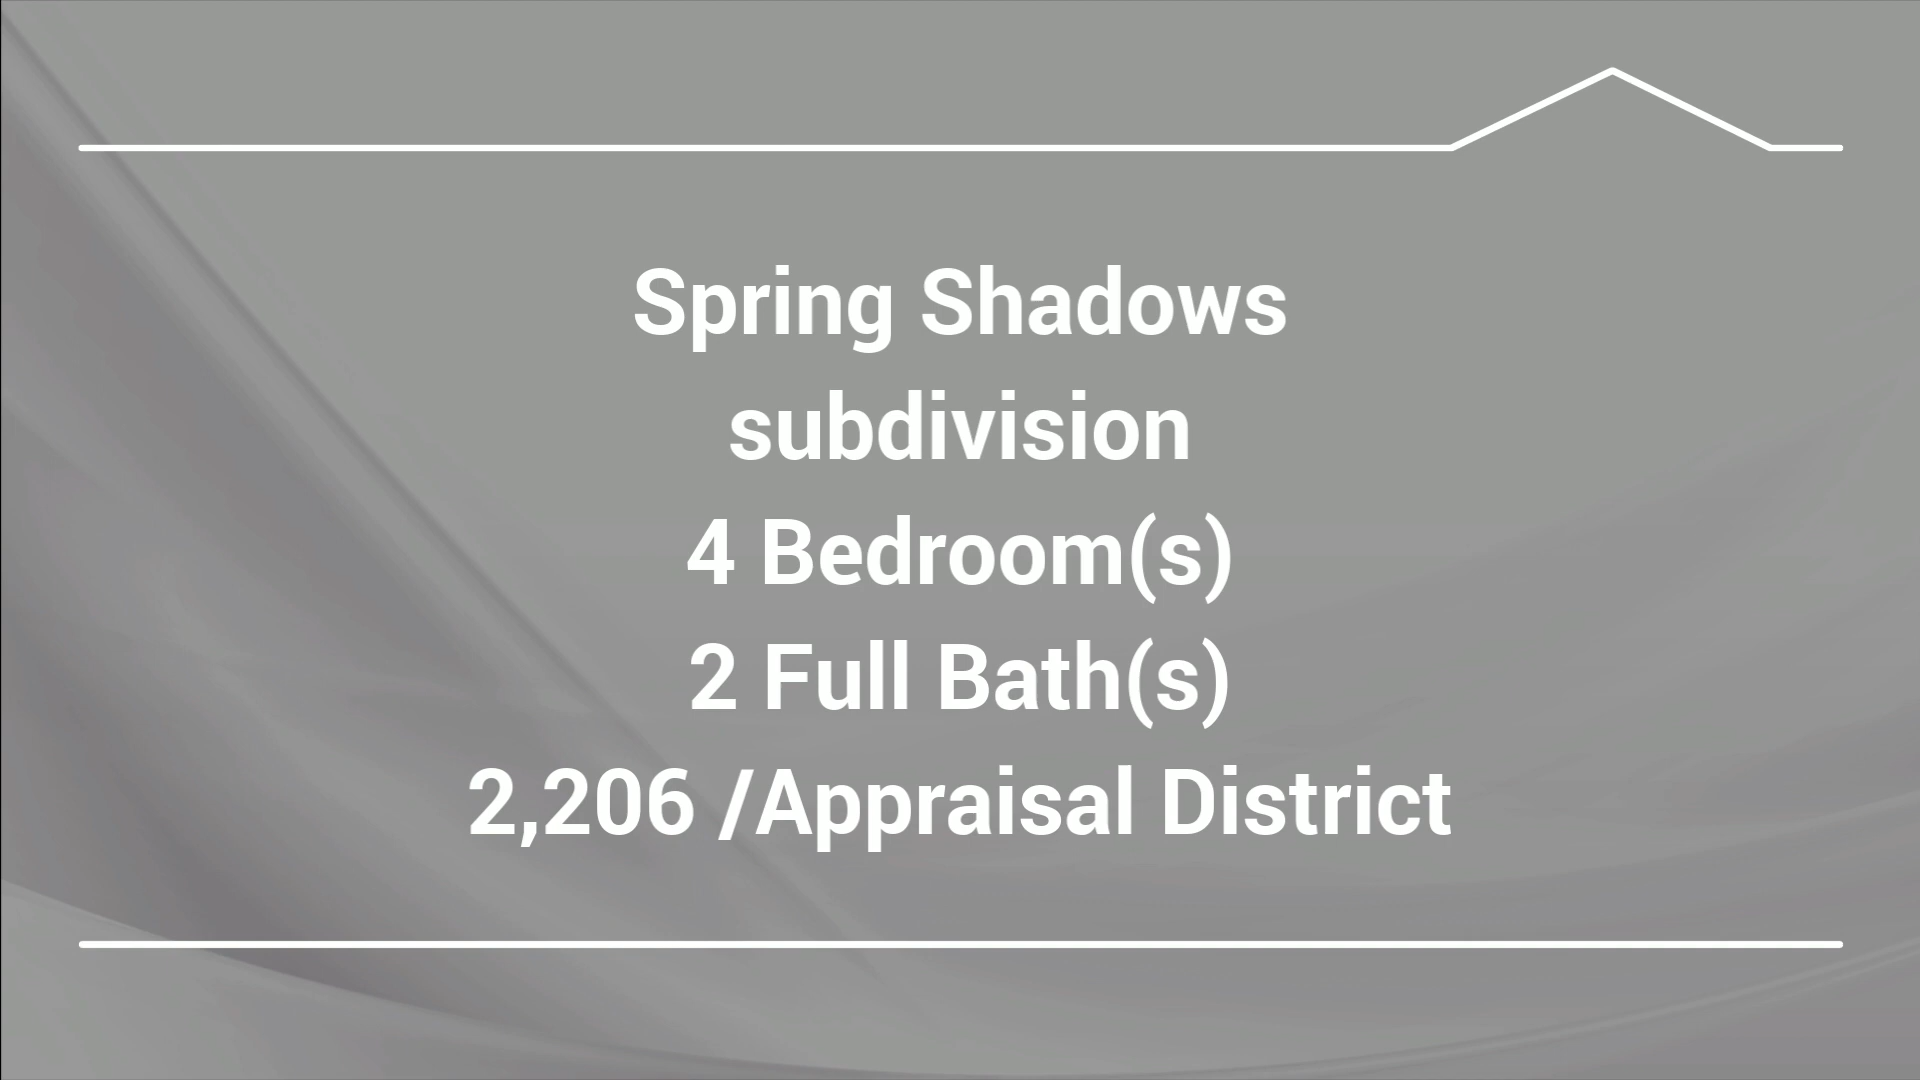 Spring Shadows
subdivision
4 Bedroom(s)
2 Full Bath(s)
2,206 /Appraisal District